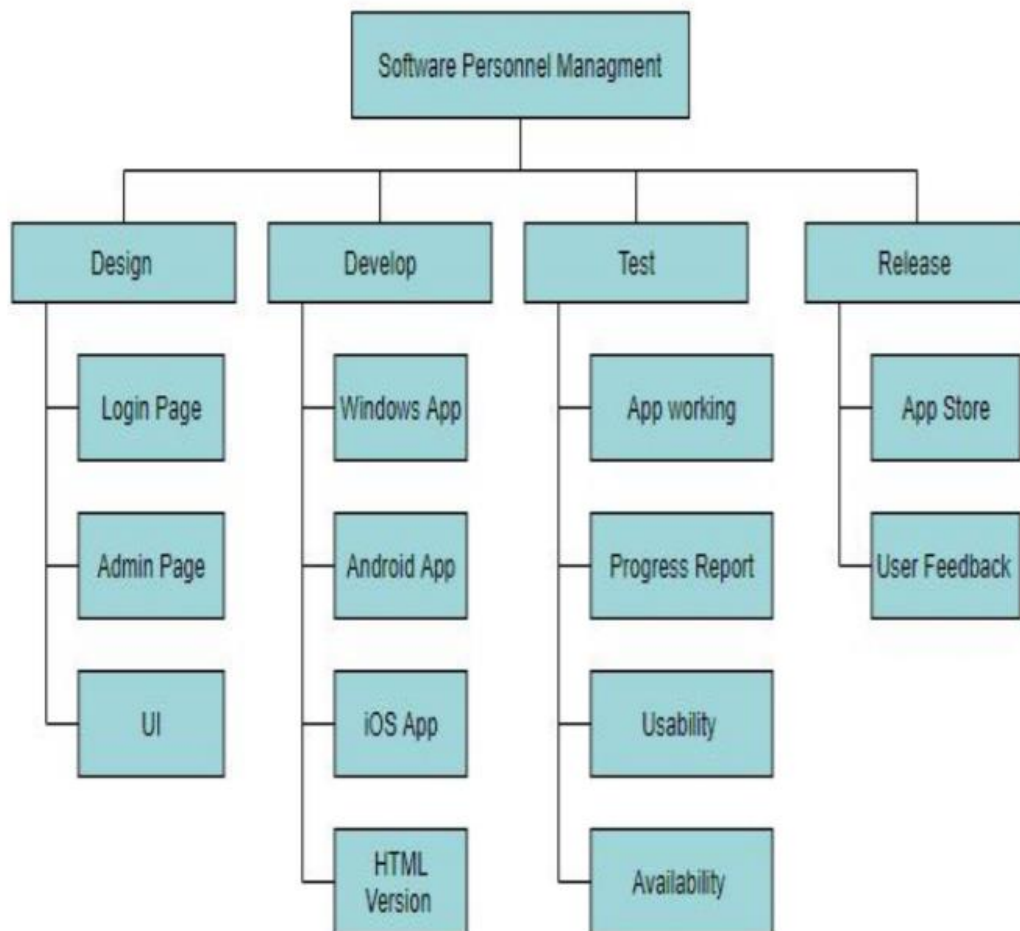 Software Personnel Managment
Design
Develop
Test
Release
Login Page
Windows App
App working
App Store
Admin Page
Android App
Progress Report
User Feedback
UI
iOS App
Usability
HTML
Version
Availability